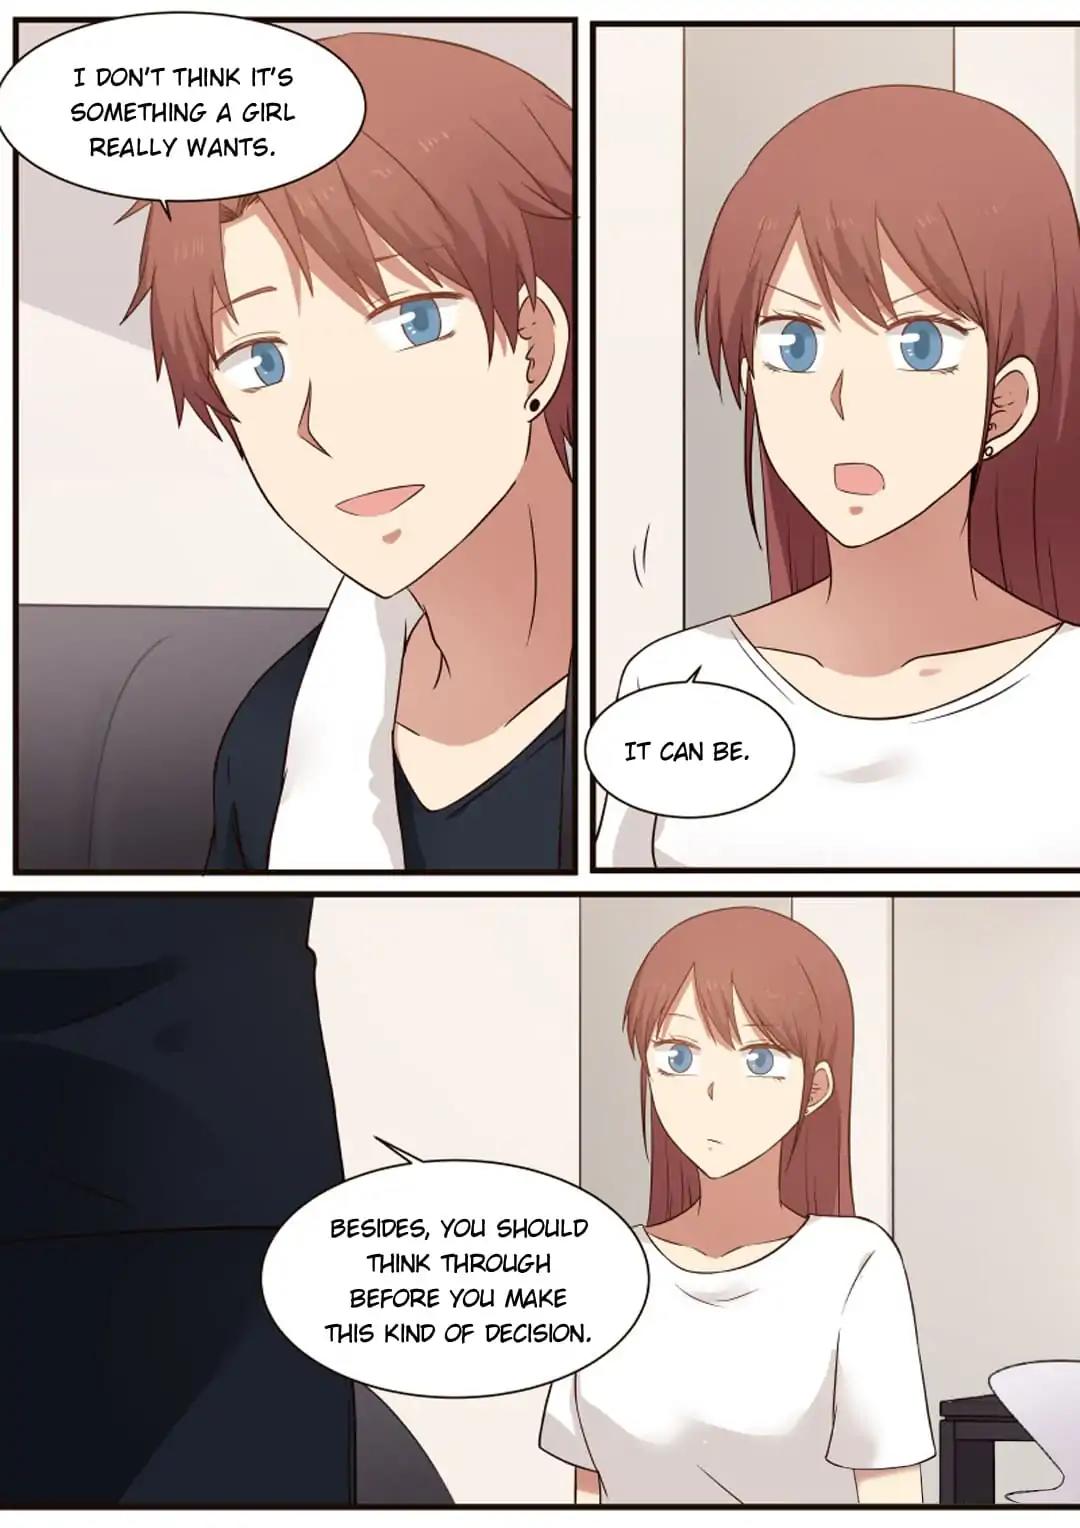 I DON'T THINK IT'S
SOMETHING A GIRL
REALLY WANTS.
IT CAN BE.
BESIDES, YOU SHOULD
THINK THROUGH
BEFORE YOU MAKE
THIS KIND OF DECISION.